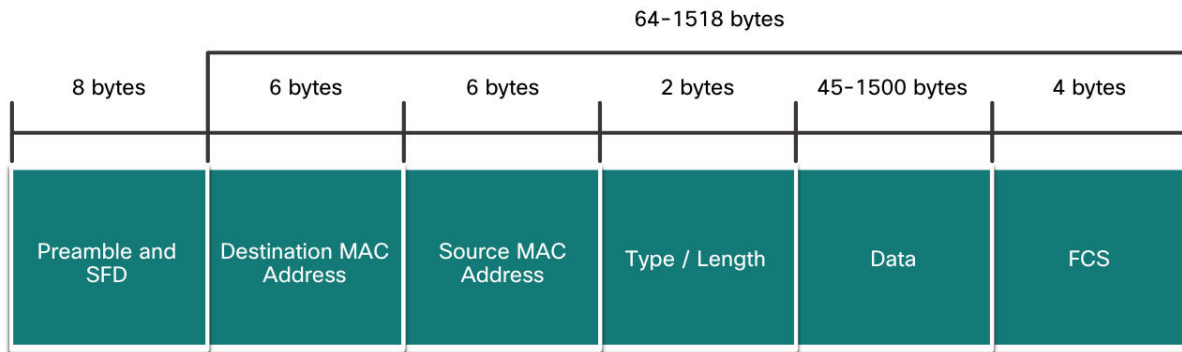 64-1518 bytes
8 bytes
6 bytes
6 bytes
2 bytes
45-1500 bytes
4 bytes
Preamble and
SFD
Destination MAC
Address
Source MAC
Address
Type / Length
Data
FCS